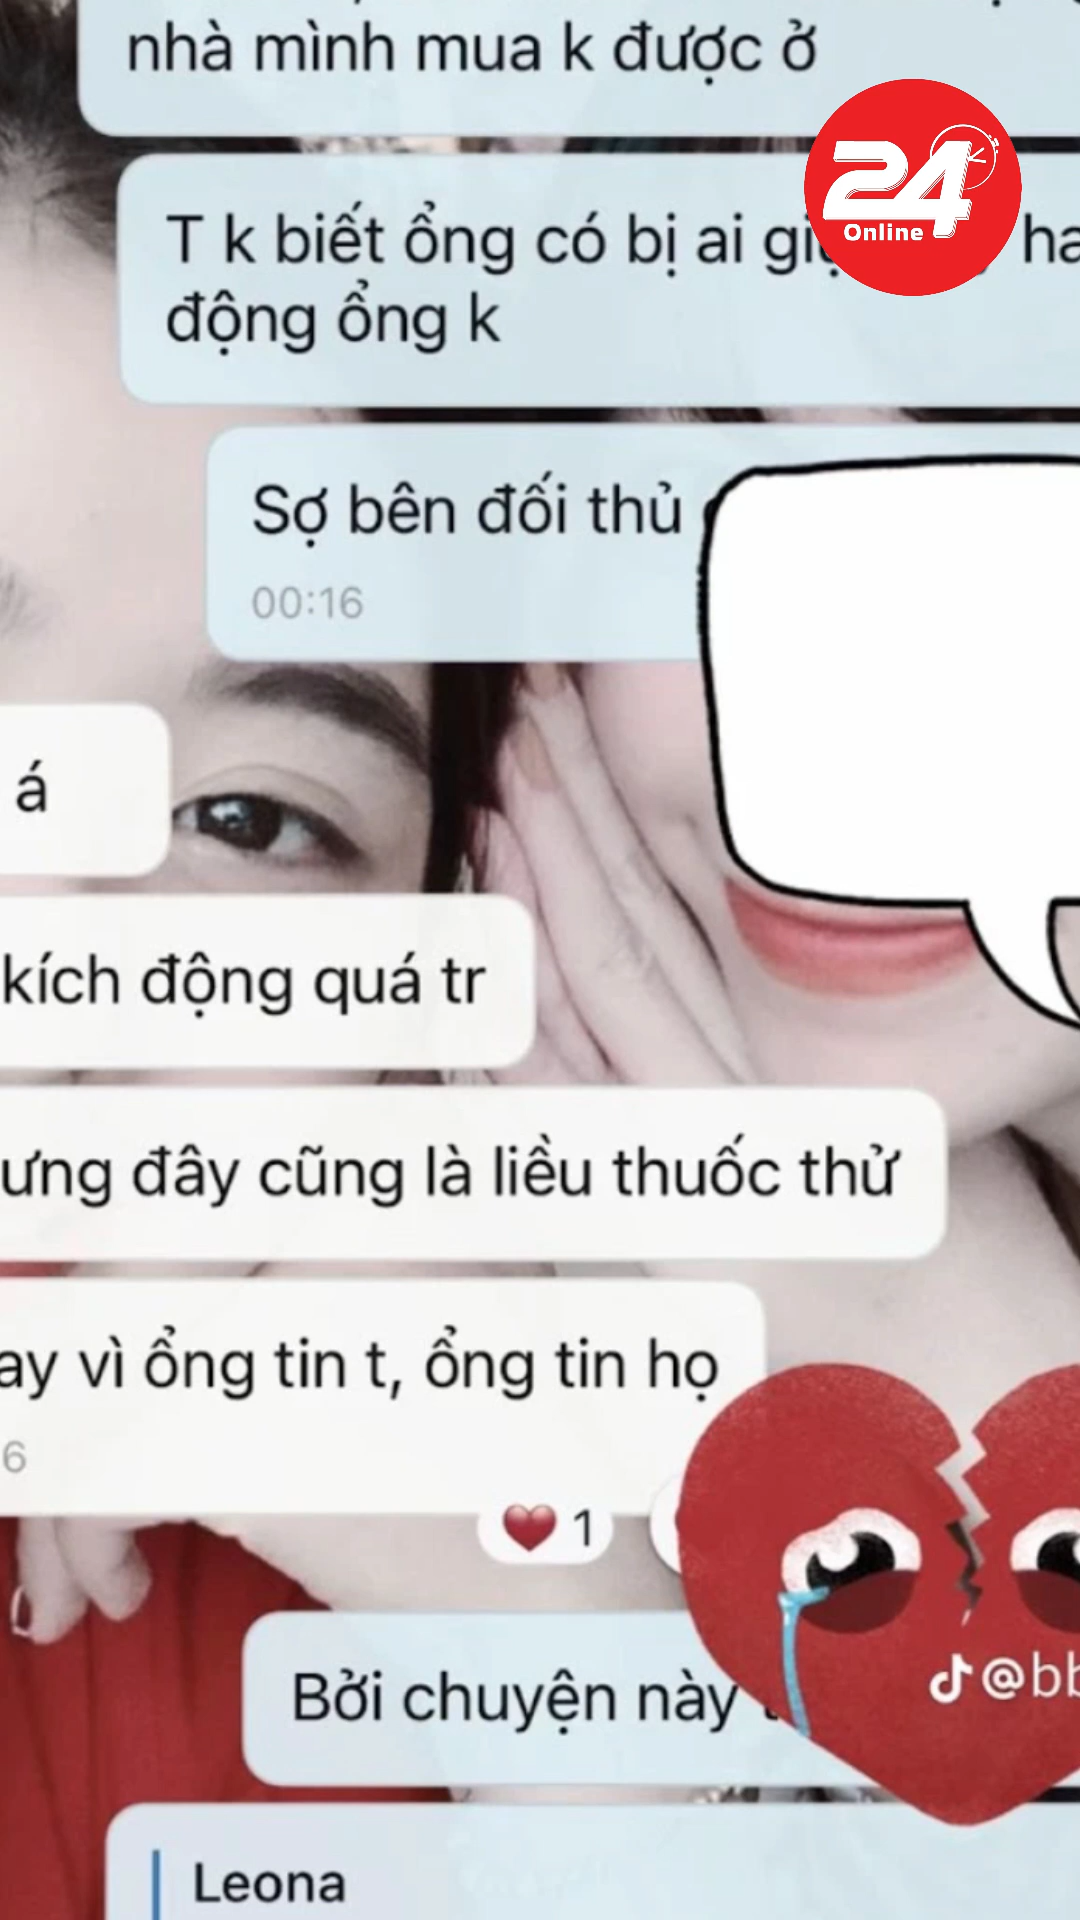 nhà mình mua k được ở
24
Online
T k biết ổng có bị ai
động ổng k
Sợ bên đối thủ
00:16
á
kích động quá tr
ưng đây cũng là liều thuốc thử
ay vì ổng tin t, ổng tin họ
6
1
Bởi chuyện này
@bb
Leona